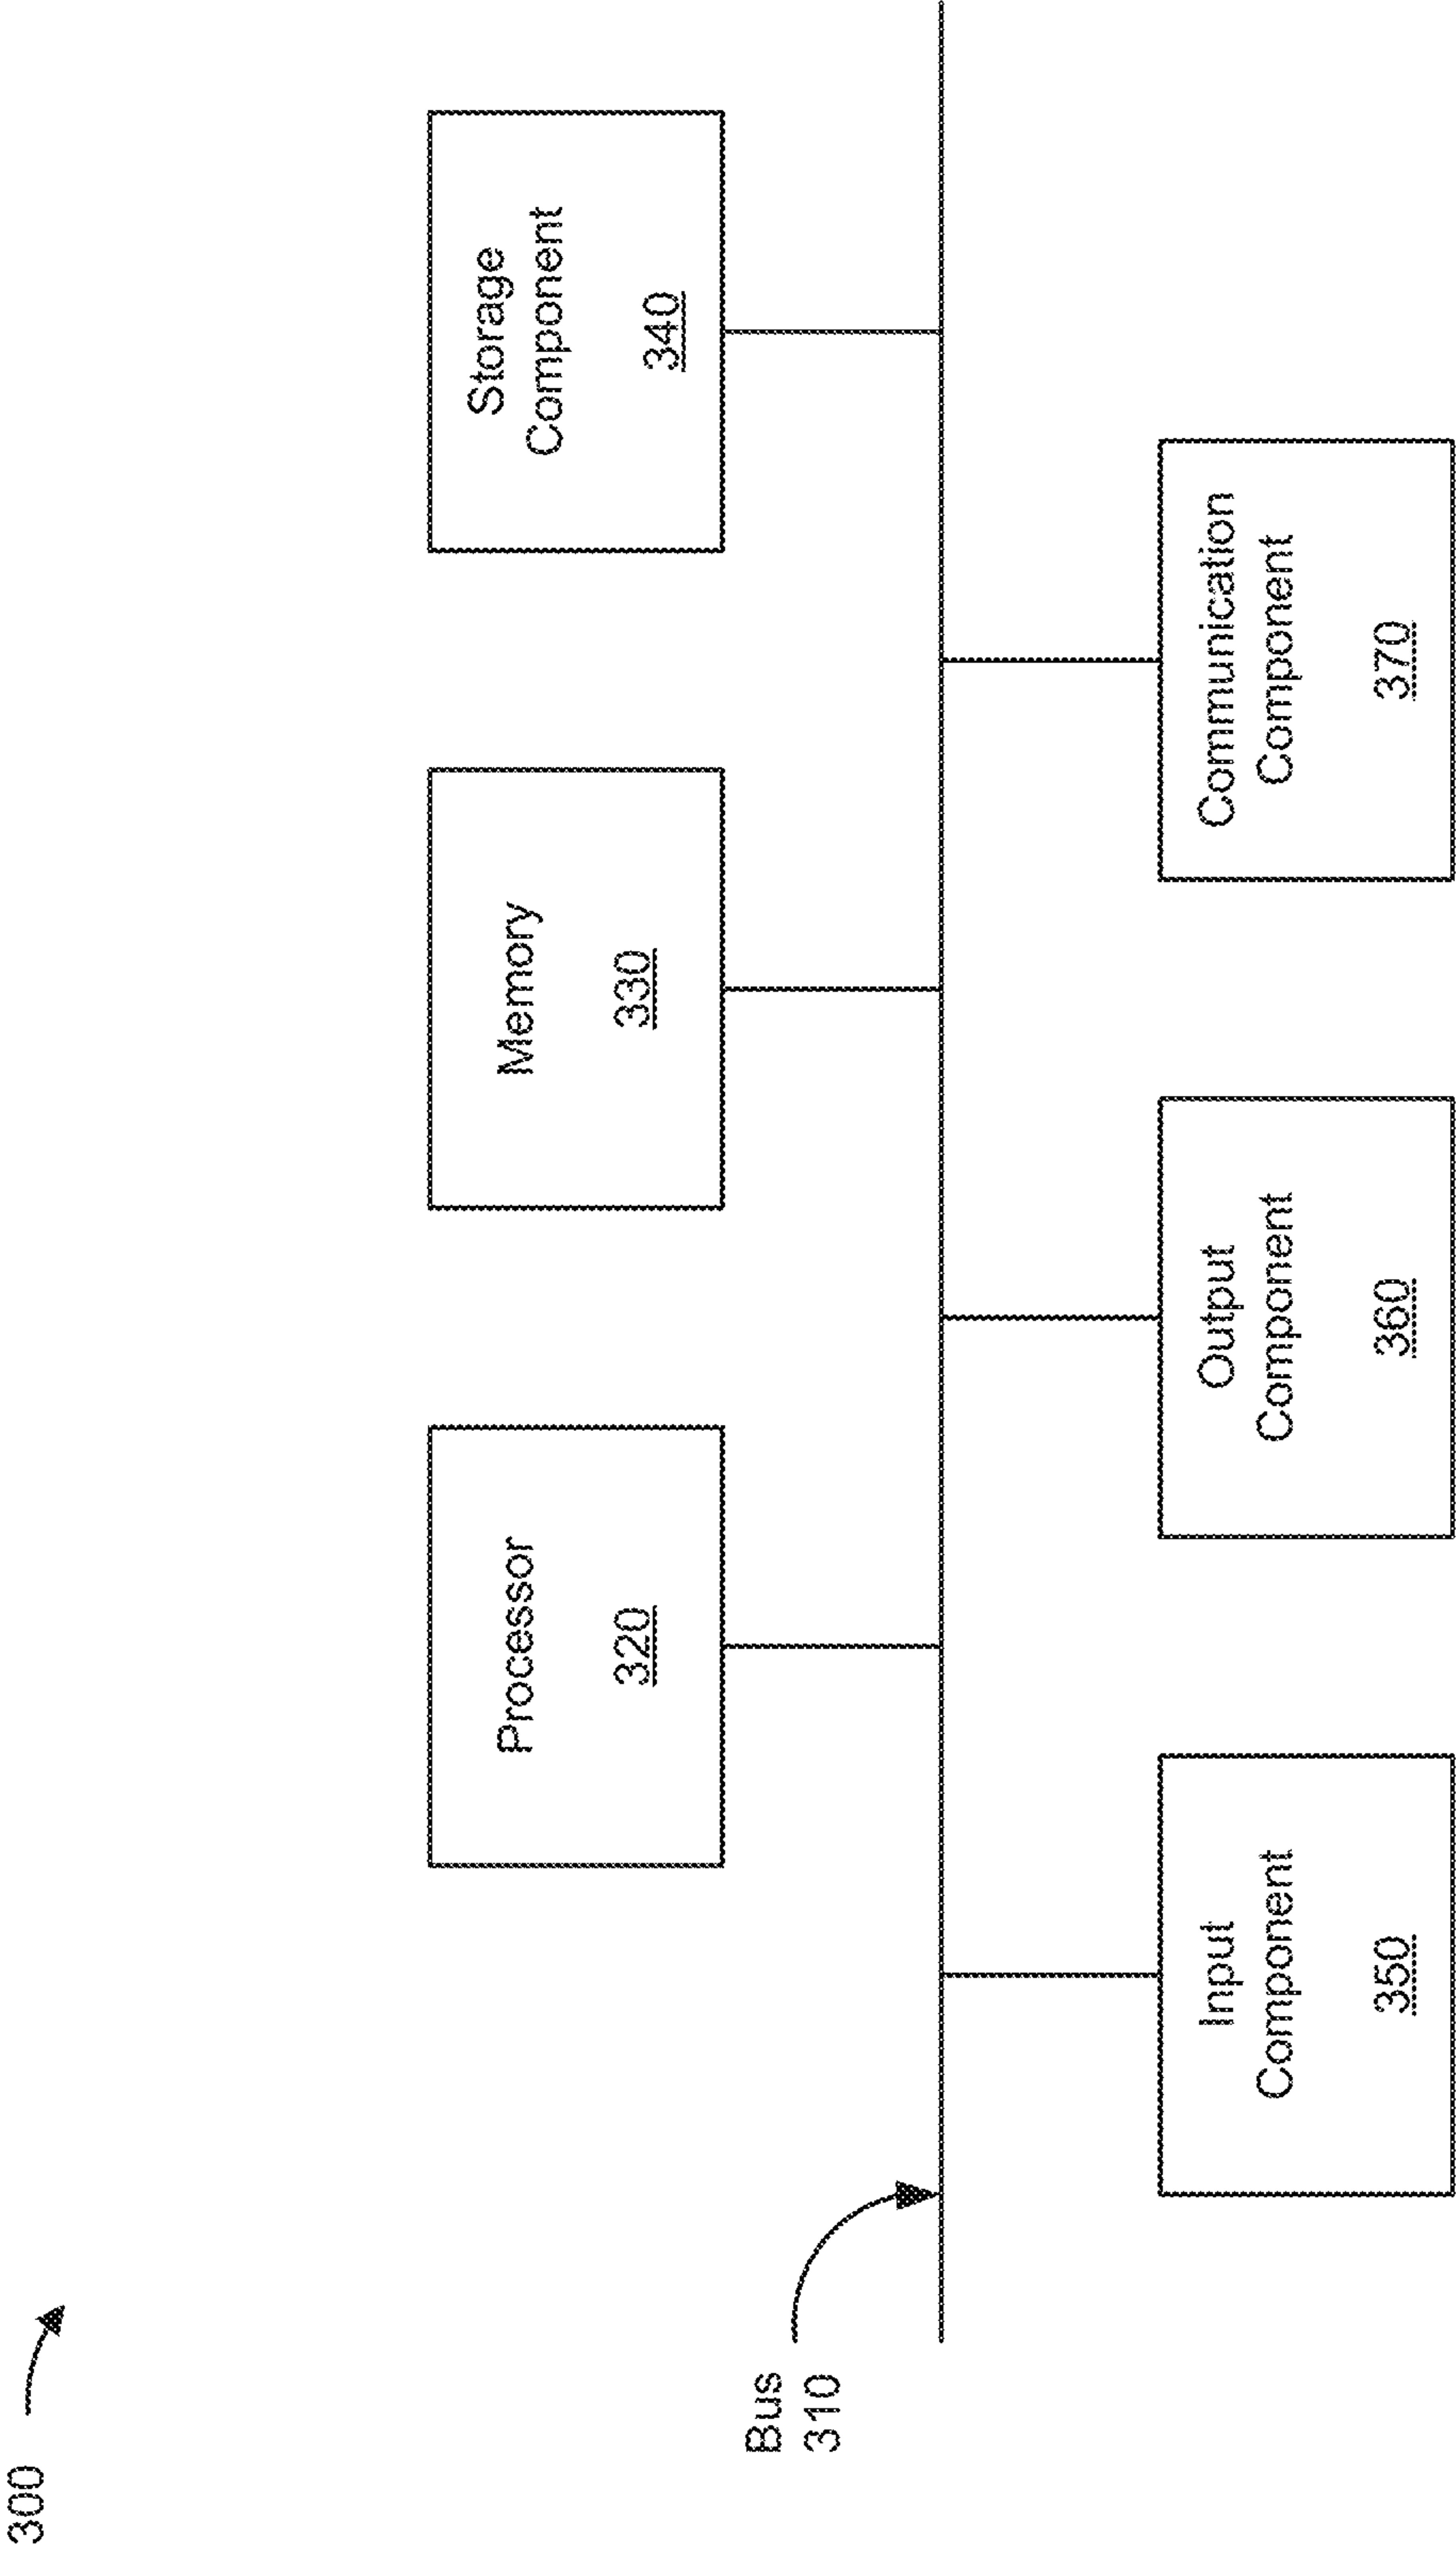 300
Processor
320
Memory
330
Storage
Component
340
Bus
310
Input
Component
350
Output
Component
360
Communication
Component
370